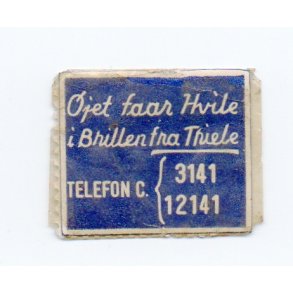 Øjet faar Hvile
i Brillen fra Thiele
TELEFON C. { 3141
12141